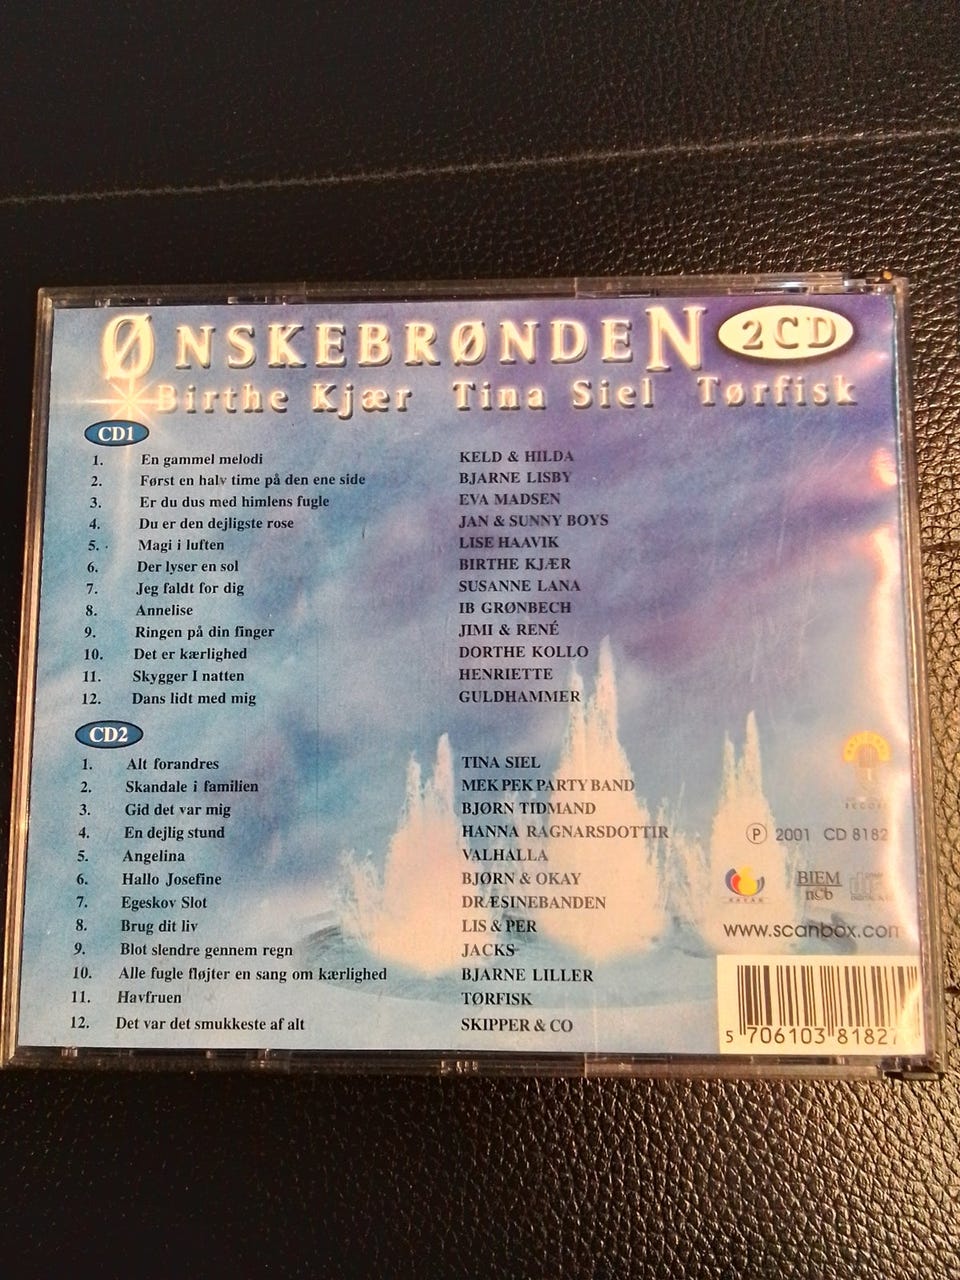 ØNSKEBRØNDEN 2CD
Birthe Kjær Tina Siel Tørfisk
CD1
1. En gammel melodi KELD & HILDA
2. Først en halv time på den ene side BJARNE LISBY
3. Er du dus med himlens fugle EVA MADSEN
4. Du er den dejligste rose JAN & SUNNY BOYS
5. Magi i luften LISE HAAVIK
6. Der lyser en sol BIRTHE KJÆR
7. Jeg faldt for dig SUSANNE LANA
8. Annelise IB GRØNBECH
9. Ringen på din finger JIMI & RENÉ
10. Det er kærlighed DORTHE KOLLO
11. Skygger I natten HENRIETTE
12. Dans lidt med mig GULDHAMMER
CD2
1. Alt forandres TINA SIEL
2. Skandale i familien MEK PEK PARTY BAND
3. Gid det var mig BJØRN TIDMAND
4. En dejlig stund HANNA RAGNARSDOTTIR
5. Angelina VALHALLA
6. Hallo Josefine BJØRN & OKAY
7. Egeskov Slot DRÆSINEBANDEN
8. Brug dit liv LIS & PER
9. Blot slendre gennem regn JACKS
10. Alle fugle fløjter en sang om kærlighed BJARNE LILLER
11. Havfruen TØRFISK
12. Det var det smukkeste af alt SKIPPER & CO
Ⓟ 2001 CD 8182
BIEM
ncb
www.scanbox.com
5 706103 81827